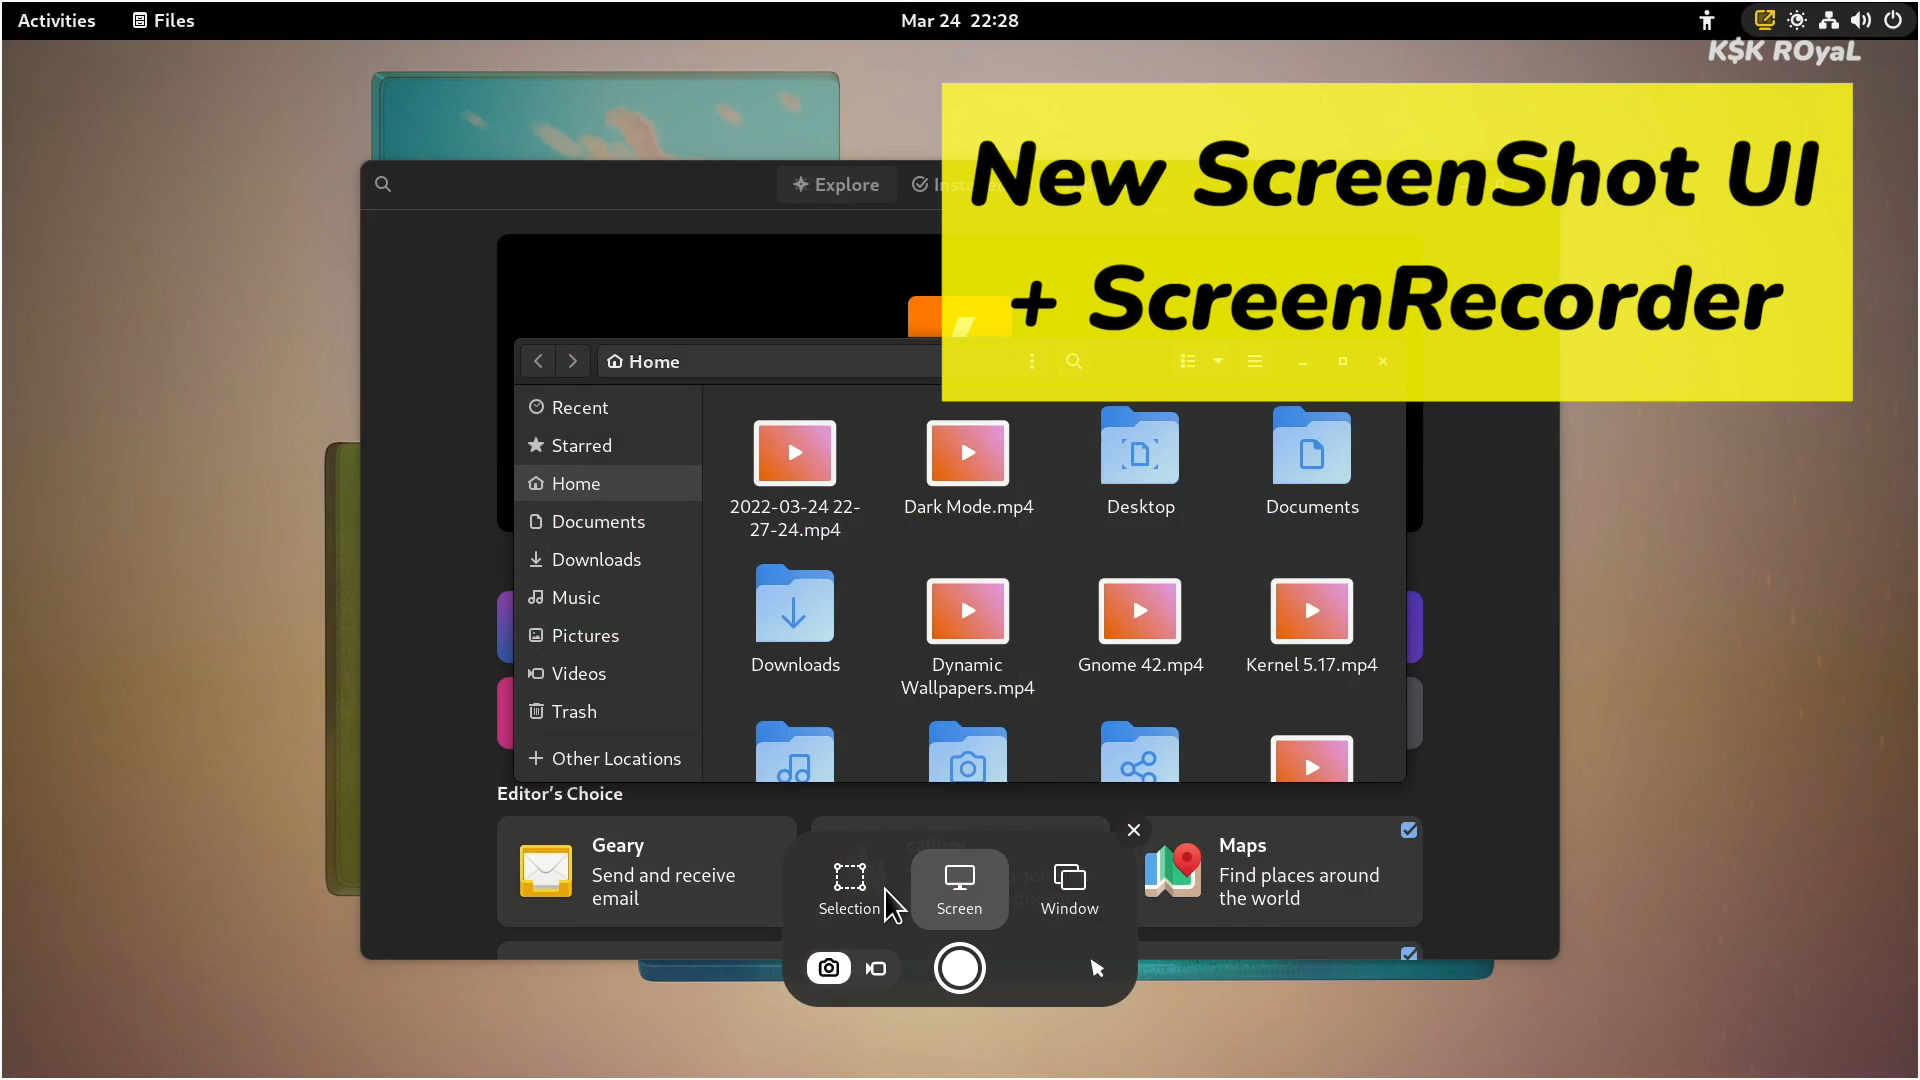 Activities
Files
Mar 24 22:28
K$K ROyaL
Explore
New ScreenShot UI
+ ScreenRecorder
Home
Recent
Starred
Home
Documents
Downloads
Music
Pictures
Videos
Trash
Other Locations
2022-03-24 22-
27-24.mp4
Dark Mode.mp4
Desktop
Documents
Downloads
Dynamic
Wallpapers.mp4
Gnome 42.mp4
Kernel 5.17.mp4
Editor’s Choice
Geary
Send and receive
email
calibre
Maps
Find places around
the world
Selection
Screen
Window